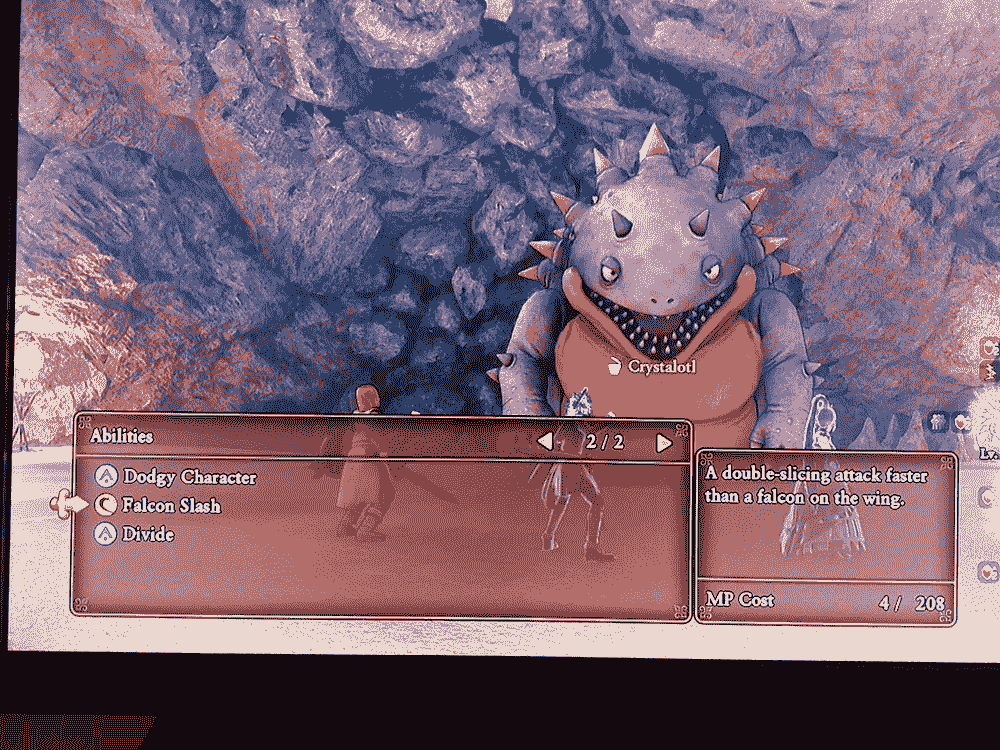 Crystalotl
Abilities
2 / 2
Dodgy Character
Falcon Slash
Divide
A double-slicing attack faster
than a falcon on the wing.
MP Cost
4 / 208
Lv.